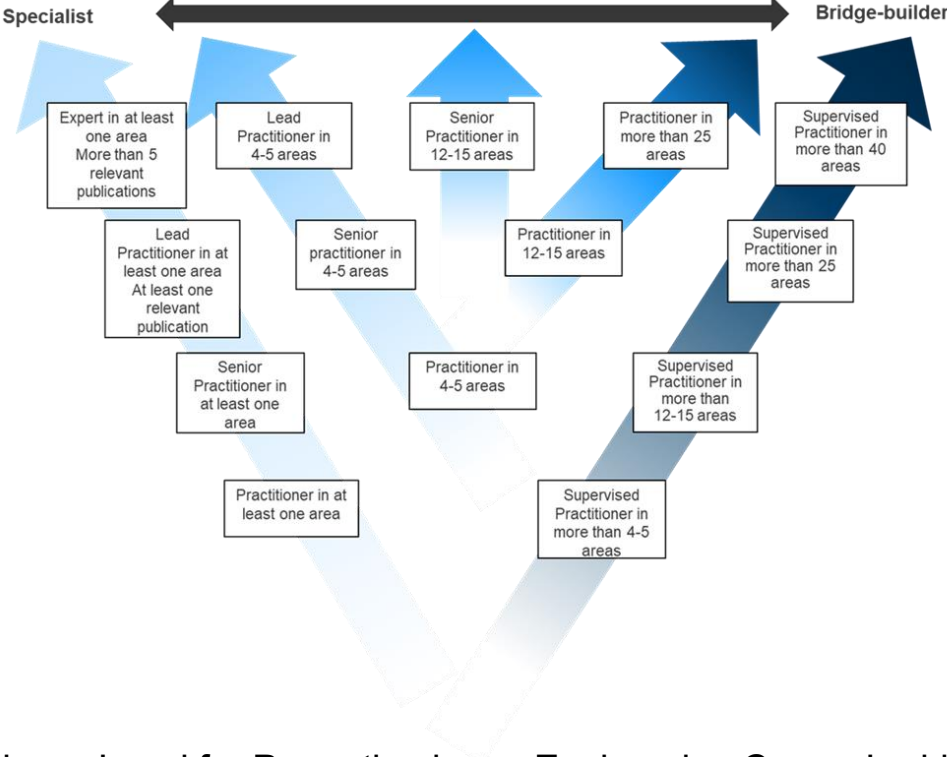 Specialist
Bridge-builder
Expert in at least
one area
More than 5
relevant
publications
Lead
Practitioner in
4-5 areas
Senior
Practitioner in
12-15 areas
Practitioner in
more than 25
areas
Supervised
Practitioner in
more than 40
areas
Lead
Practitioner in at
least one area
At least one
relevant
publication
Senior
practitioner in
4-5 areas
Practitioner in
12-15 areas
Supervised
Practitioner in
more than 25
areas
Senior
Practitioner in
at least one
area
Practitioner in
4-5 areas
Supervised
Practitioner in
more than
12-15 areas
Practitioner in at
least one area
Supervised
Practitioner in
more than 4-5
areas